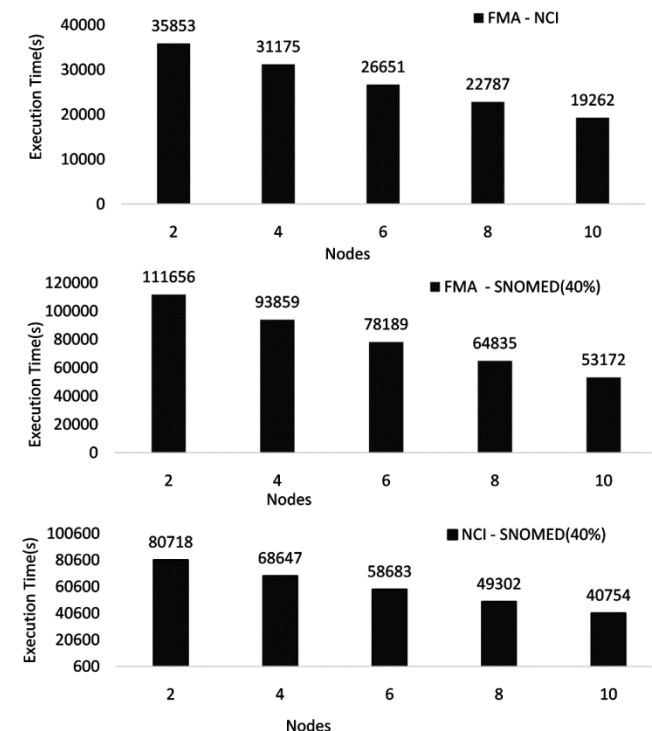 40000
30000
20000
10000
0
Execution Time(s)
FMA - NCI
35853
31175
26651
22787
19262
2 4 6 8 10
Nodes
120000
100000
80000
60000
40000
20000
0
Execution Time(s)
FMA - SNOMED(40%)
111656
93859
78189
64835
53172
2 4 6 8 10
Nodes
100600
80600
60600
40600
20600
600
Execution Time(s)
NCI - SNOMED(40%)
80718
68647
58683
49302
40754
2 4 6 8 10
Nodes